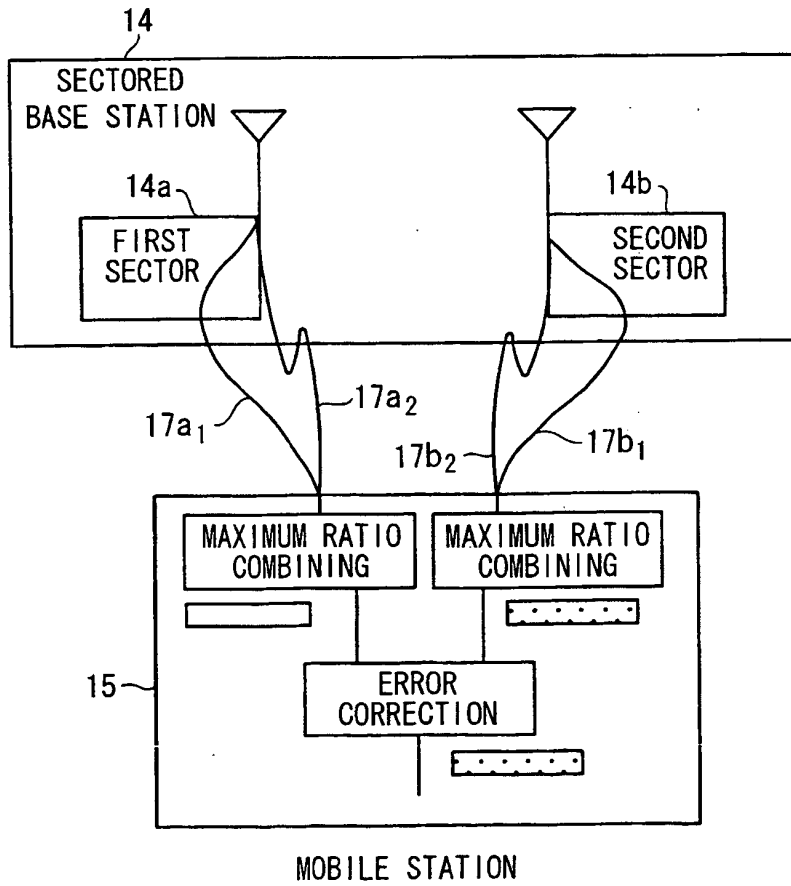 14
SECTORED
BASE STATION
14a
14b
FIRST
SECTOR
SECOND
SECTOR
17a₁
17a₂
17b₂
17b₁
MAXIMUM RATIO
COMBINING
MAXIMUM RATIO
COMBINING
15
ERROR
CORRECTION
MOBILE STATION